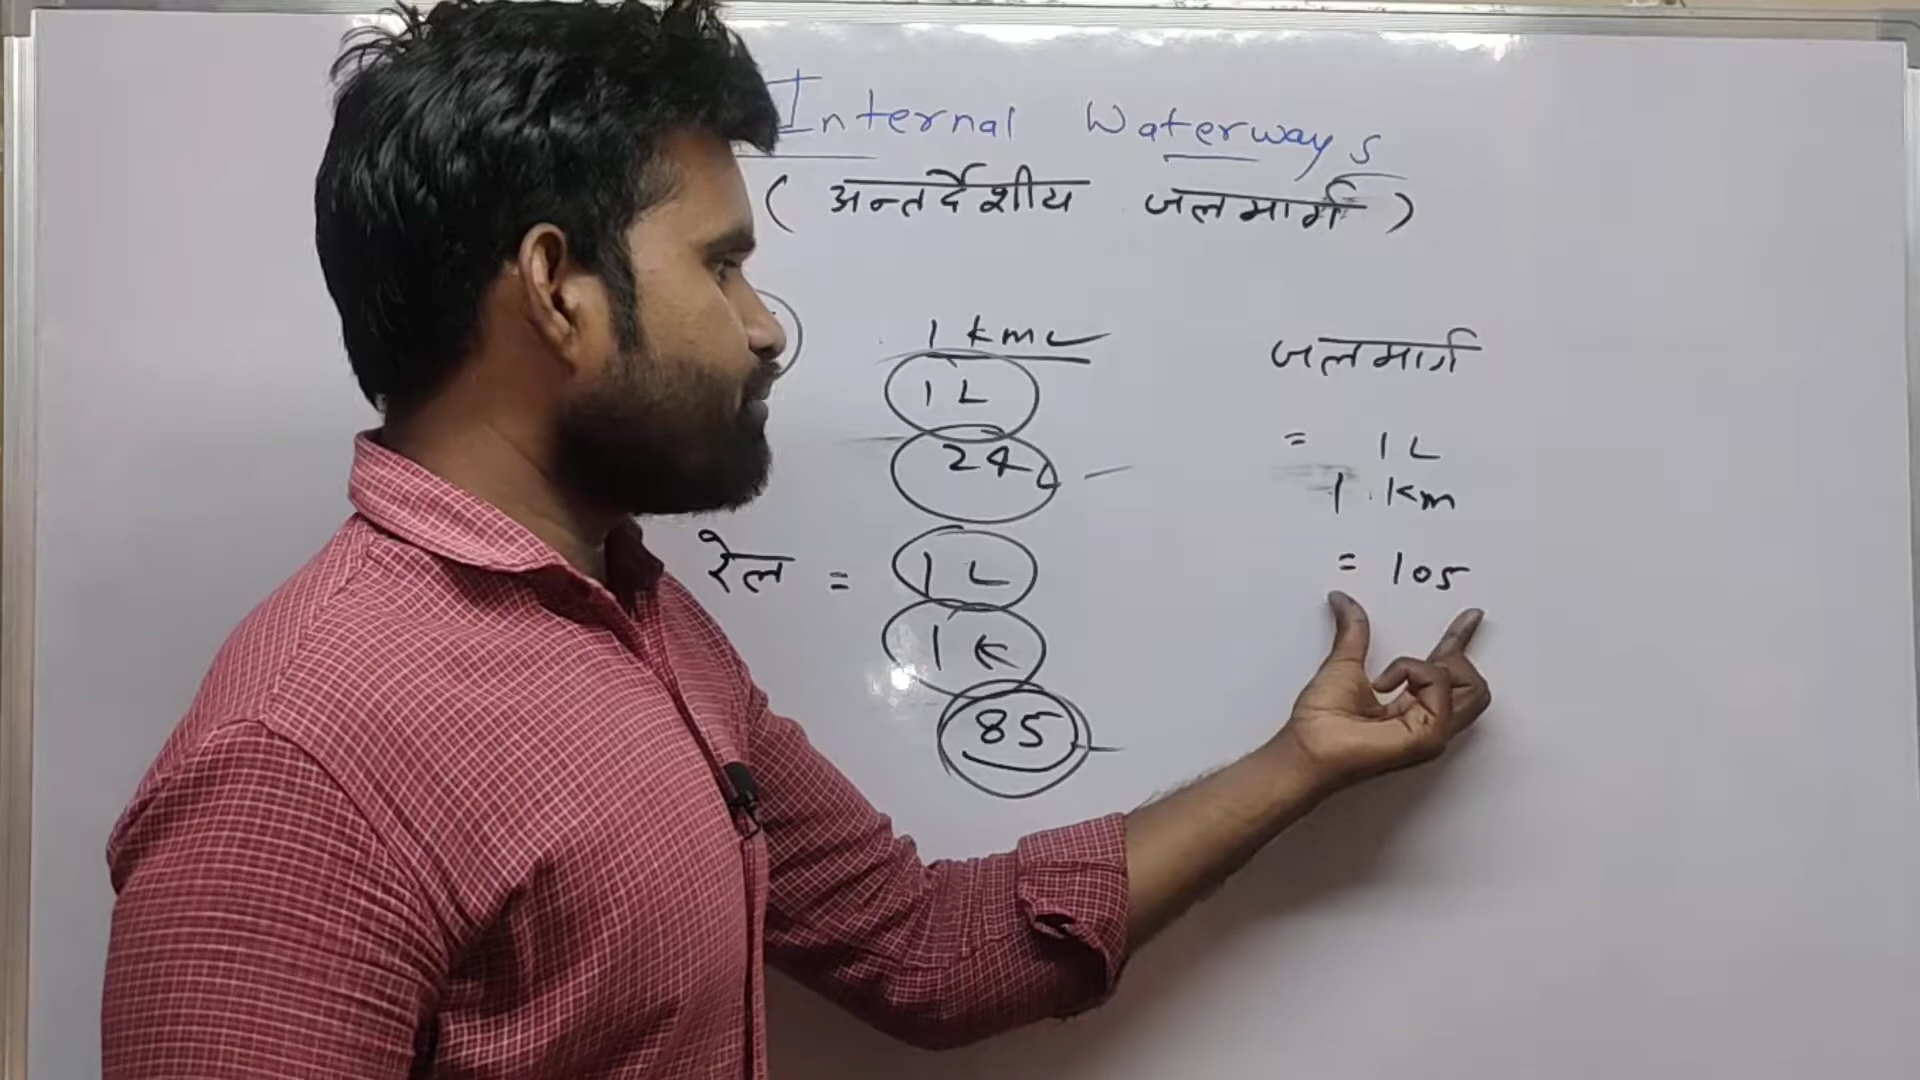 Internal Waterways
(अन्तर्देशीय जलमार्ग)
1 km
1 L
24
रेल = 1 L
1 K
85
जलमार्ग
= 1 L
1 km
= 105